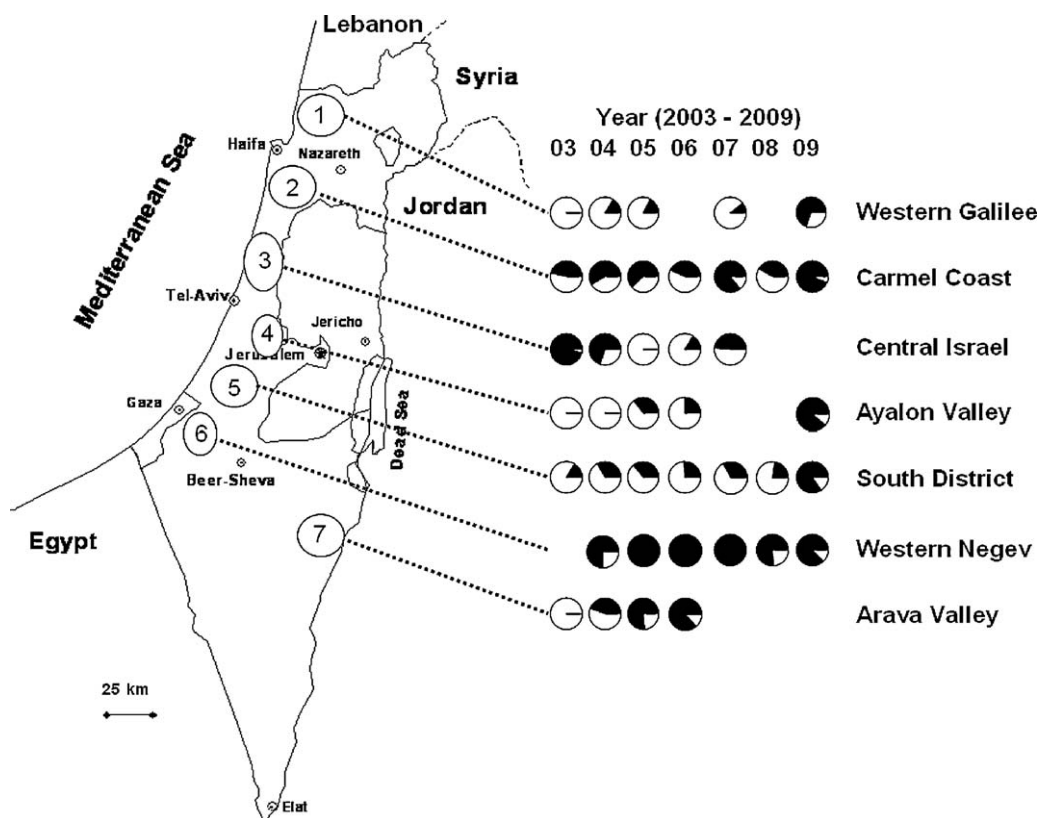 Lebanon
Syria
1
Year (2003 - 2009)
03 04 05 06 07 08 09
Haifa
Nazareth
2
Jordan
Western Galilee
Mediterranean Sea
3
Carmel Coast
Tel-Aviv
4
Jericho
Jerusalem
Central Israel
5
Gaza
Dead Sea
Ayalon Valley
6
Beer-Sheva
South District
Egypt
7
Western Negev
Arava Valley
25 km
Elat